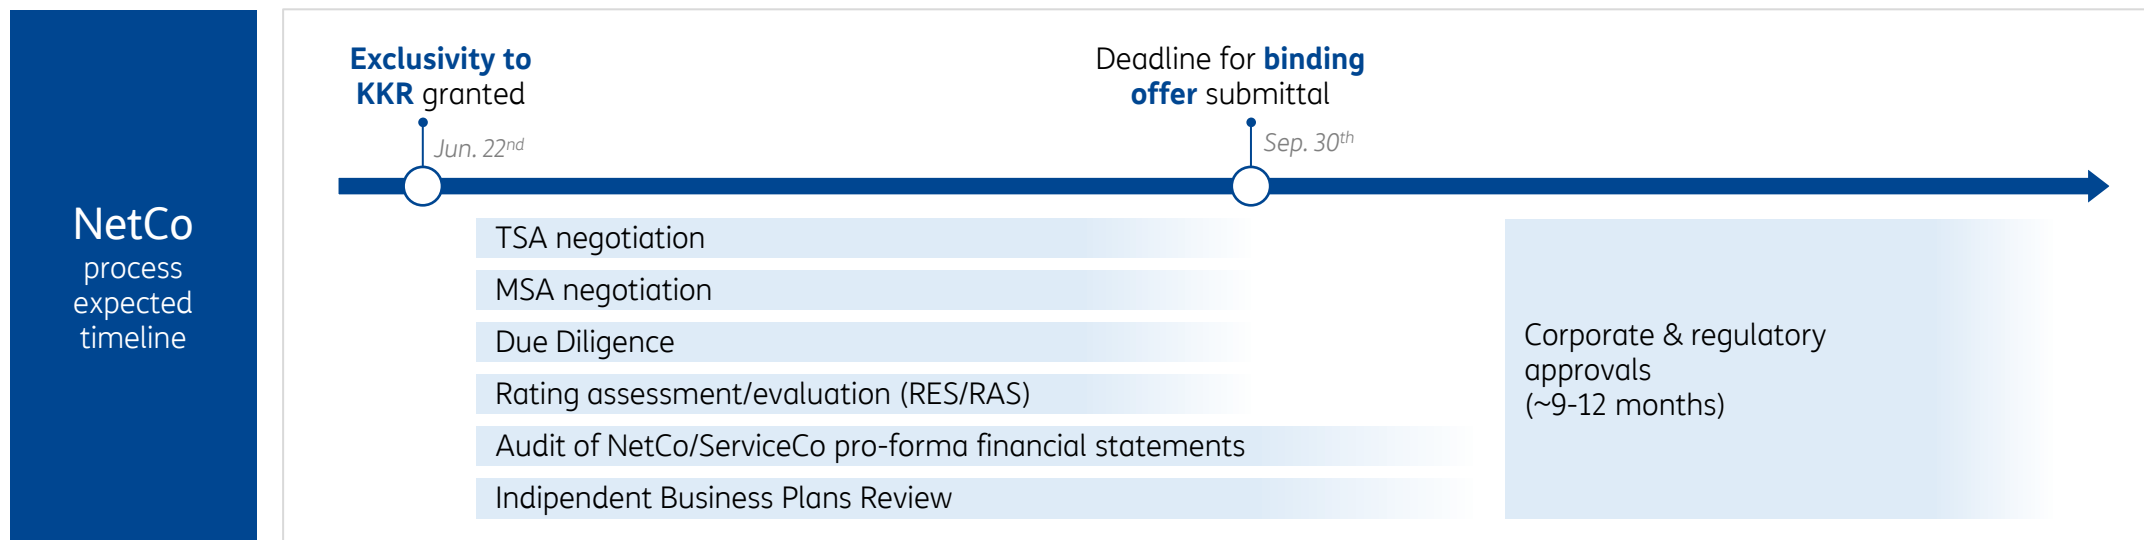 NetCo
process
expected
timeline
Exclusivity to
KKR granted
Jun. 22nd
Deadline for binding
offer submittal
Sep. 30th
TSA negotiation
MSA negotiation
Due Diligence
Rating assessment/evaluation (RES/RAS)
Audit of NetCo/ServiceCo pro-forma financial statements
Indipendent Business Plans Review
Corporate & regulatory
approvals
(~9-12 months)